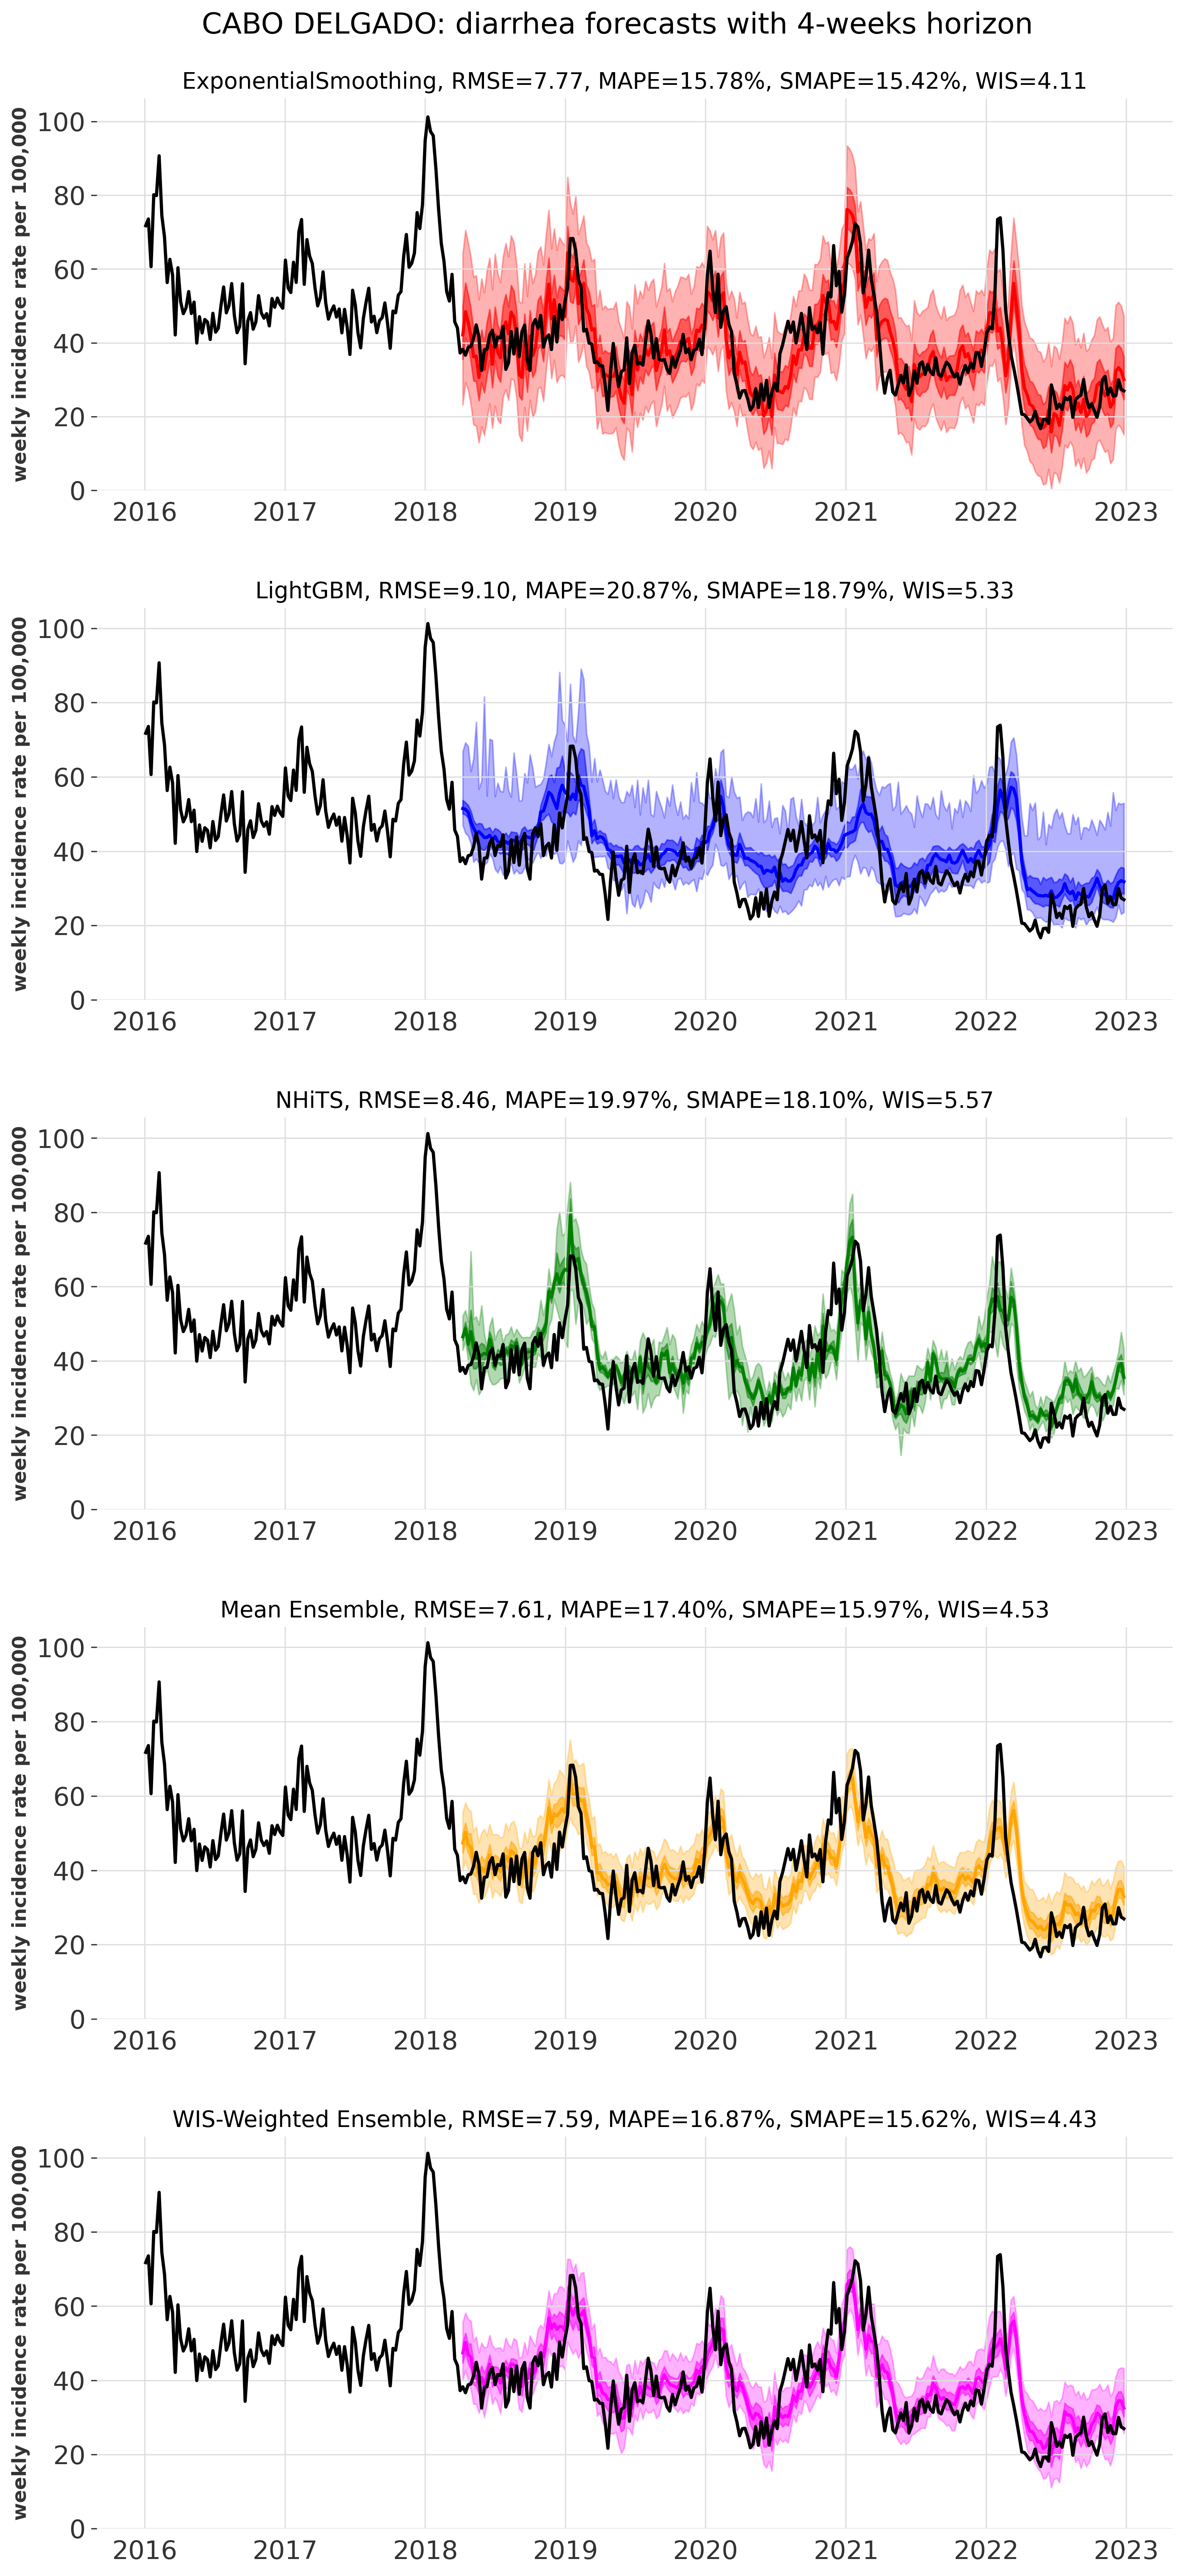 CABO DELGADO: diarrhea forecasts with 4-weeks horizon
ExponentialSmoothing, RMSE=7.77, MAPE=15.78%, SMAPE=15.42%, WIS=4.11
weekly incidence rate per 100,000
100
80
60
40
20
0
2016 2017 2018 2019 2020 2021 2022 2023
LightGBM, RMSE=9.10, MAPE=20.87%, SMAPE=18.79%, WIS=5.33
weekly incidence rate per 100,000
100
80
60
40
20
0
2016 2017 2018 2019 2020 2021 2022 2023
NHiTS, RMSE=8.46, MAPE=19.97%, SMAPE=18.10%, WIS=5.57
weekly incidence rate per 100,000
100
80
60
40
20
0
2016 2017 2018 2019 2020 2021 2022 2023
Mean Ensemble, RMSE=7.61, MAPE=17.40%, SMAPE=15.97%, WIS=4.53
weekly incidence rate per 100,000
100
80
60
40
20
0
2016 2017 2018 2019 2020 2021 2022 2023
WIS-Weighted Ensemble, RMSE=7.59, MAPE=16.87%, SMAPE=15.62%, WIS=4.43
weekly incidence rate per 100,000
100
80
60
40
20
0
2016 2017 2018 2019 2020 2021 2022 2023